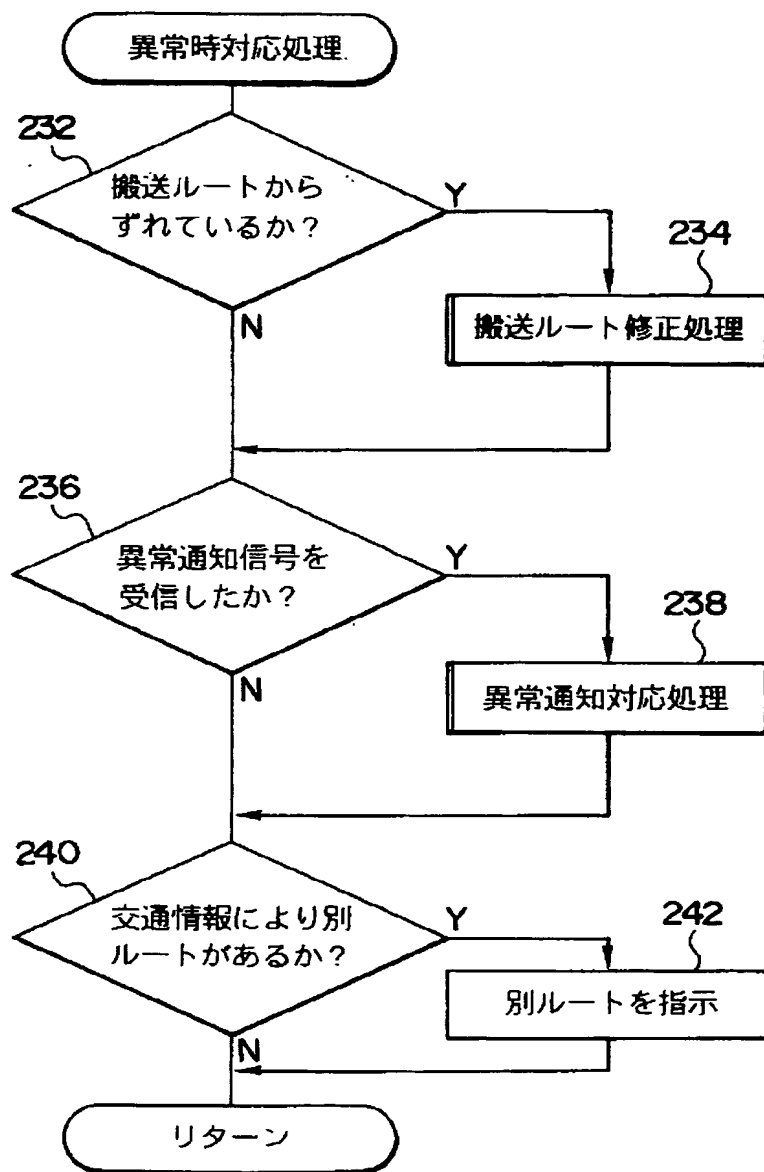 異常時対応処理
232
搬送ルートから
ずれているか?
Y
234
搬送ルート修正処理
N
236
異常通知信号を
受信したか?
Y
238
異常通知対応処理
N
240
交通情報により別
ルートがあるか?
Y
242
別ルートを指示
N
リターン